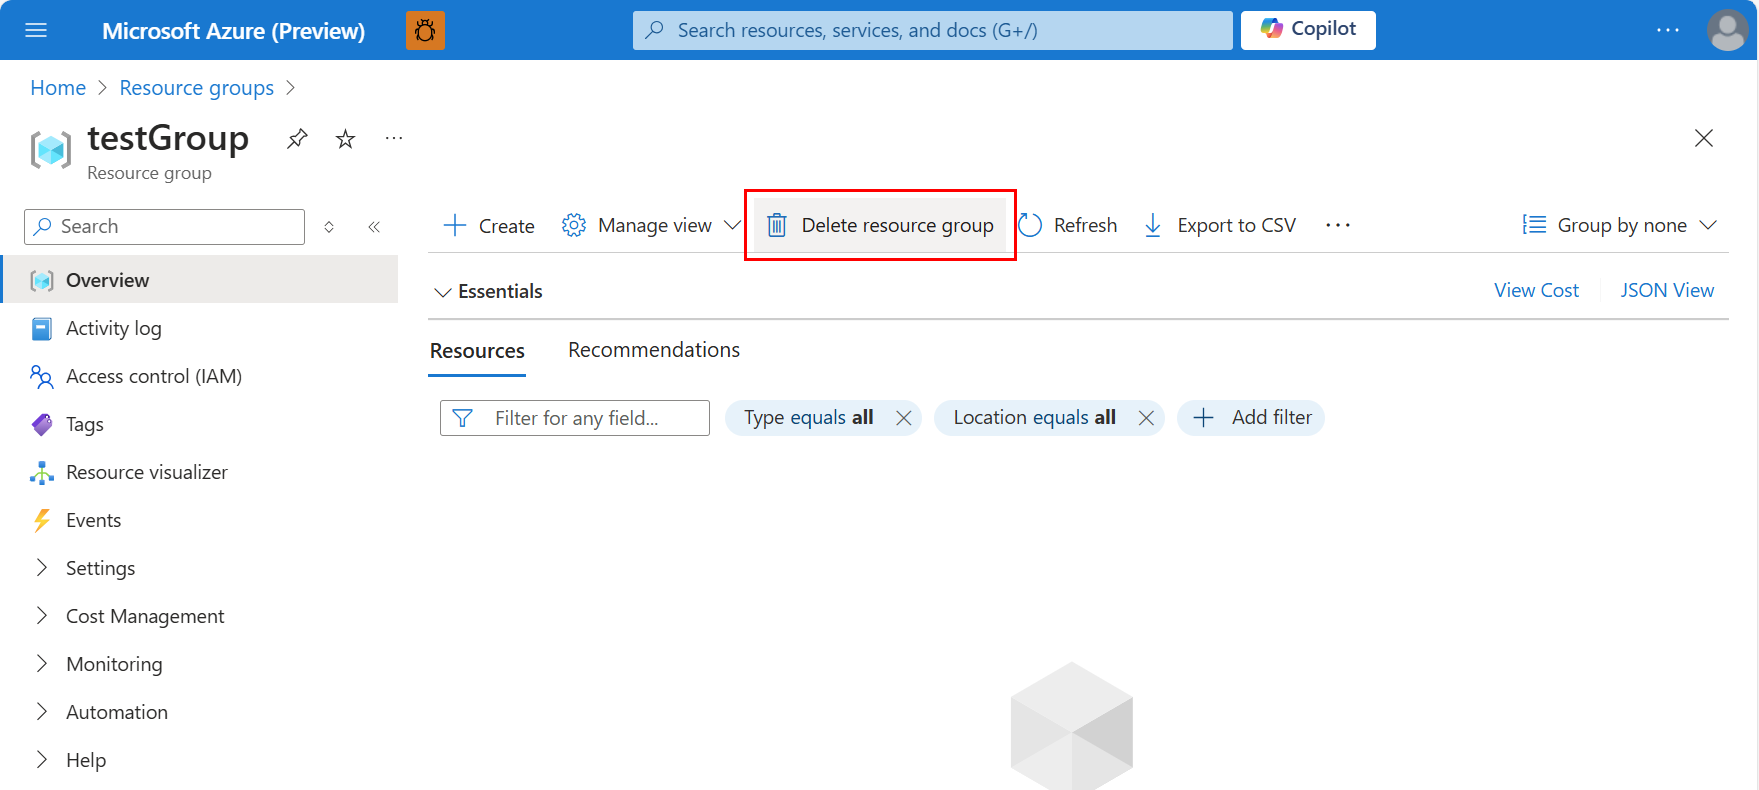 Microsoft Azure (Preview)
Search resources, services, and docs (G+/)
Copilot
Home > Resource groups >
testGroup
Resource group
Search
Create
Manage view
Delete resource group
Refresh
Export to CSV
Group by none
Overview
Activity log
Access control (IAM)
Tags
Resource visualizer
Events
Settings
Cost Management
Monitoring
Automation
Help
Essentials
View Cost
JSON View
Resources
Recommendations
Filter for any field...
Type equals all
Location equals all
Add filter